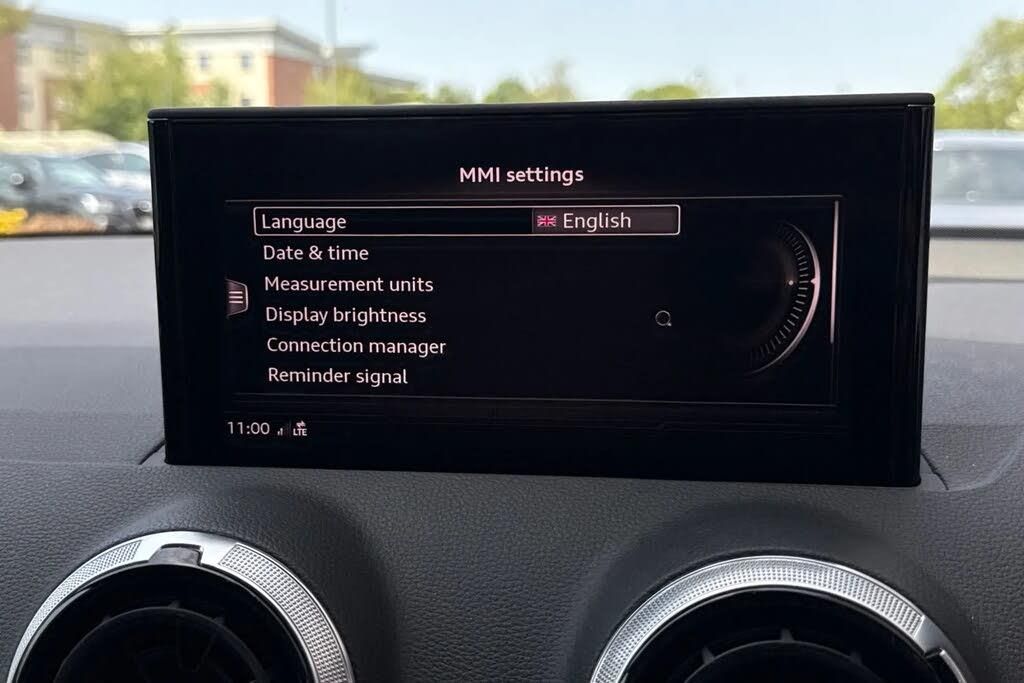 MMI settings
Language English
Date & time
Measurement units
Display brightness
Connection manager
Reminder signal
11:00 LTE